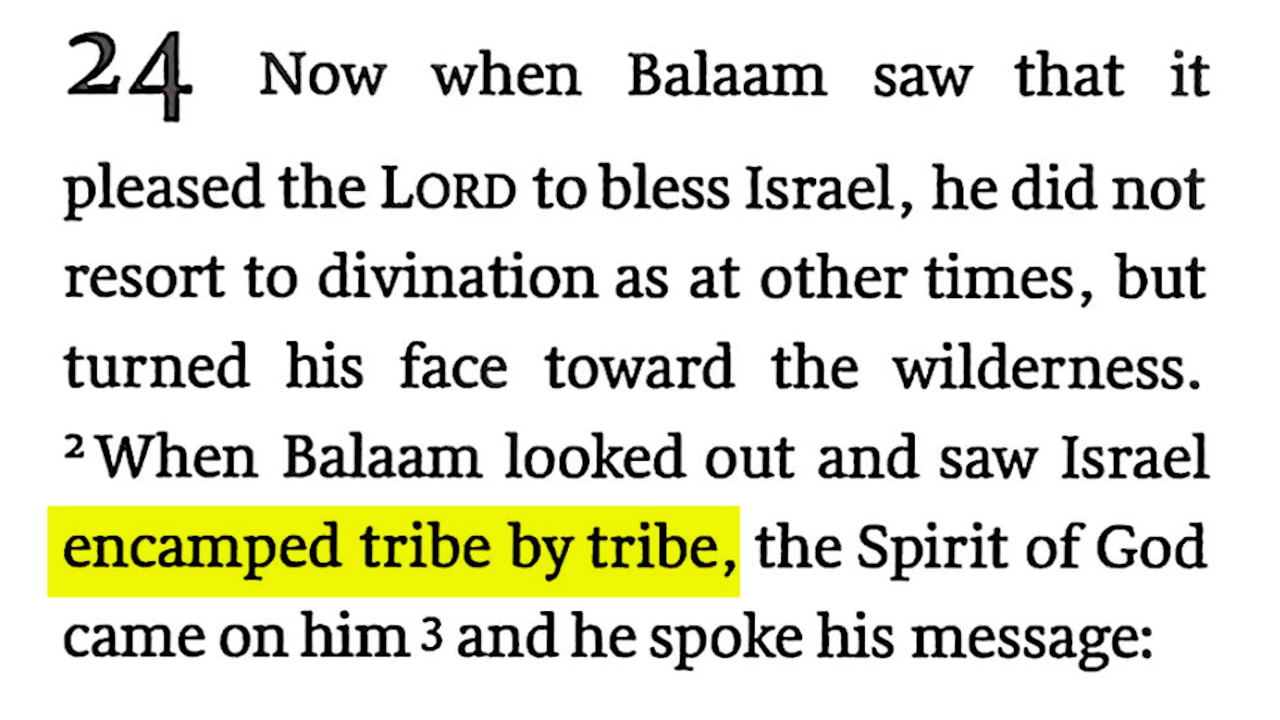 24 Now when Balaam saw that it
pleased the LORD to bless Israel, he did not
resort to divination as at other times, but
turned his face toward the wilderness.
2 When Balaam looked out and saw Israel
encamped tribe by tribe, the Spirit of God
came on him 3 and he spoke his message: